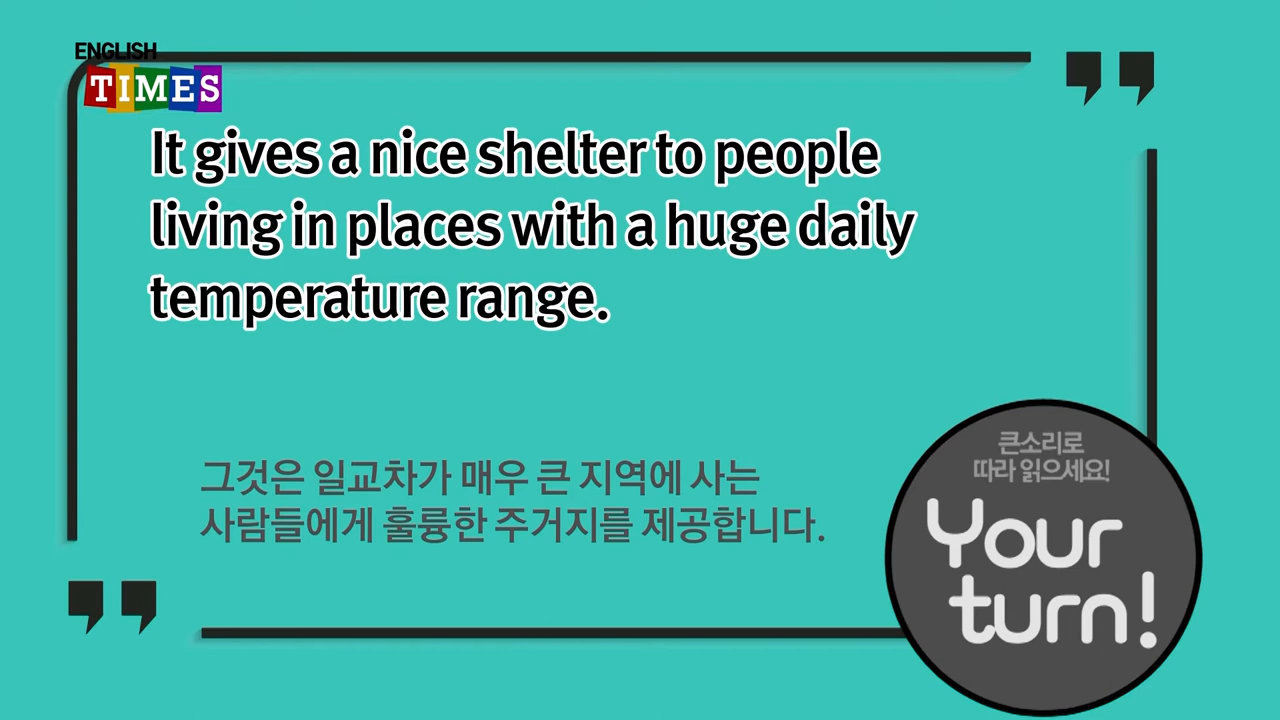 ENGLISH
TIMES
It gives a nice shelter to people
living in places with a huge daily
temperature range.
그것은 일교차가 매우 큰 지역에 사는
사람들에게 훌륭한 주거지를 제공합니다.
큰소리로
따라 읽으세요!
Your
turn!